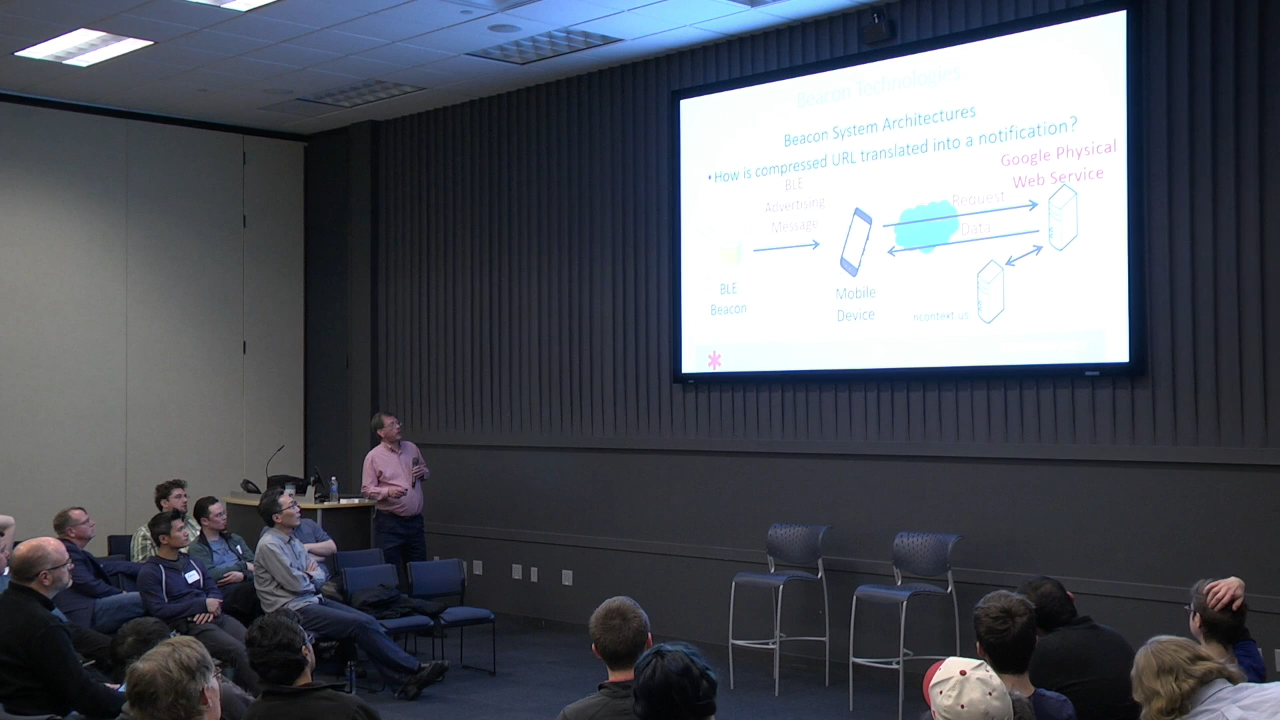 Beacon Technologies
Beacon System Architectures
•How is compressed URL translated into a notification?
Google Physical
Web Service
BLE
Advertising
Message
Request
Data
BLE
Beacon
Mobile
Device
ncontext.us